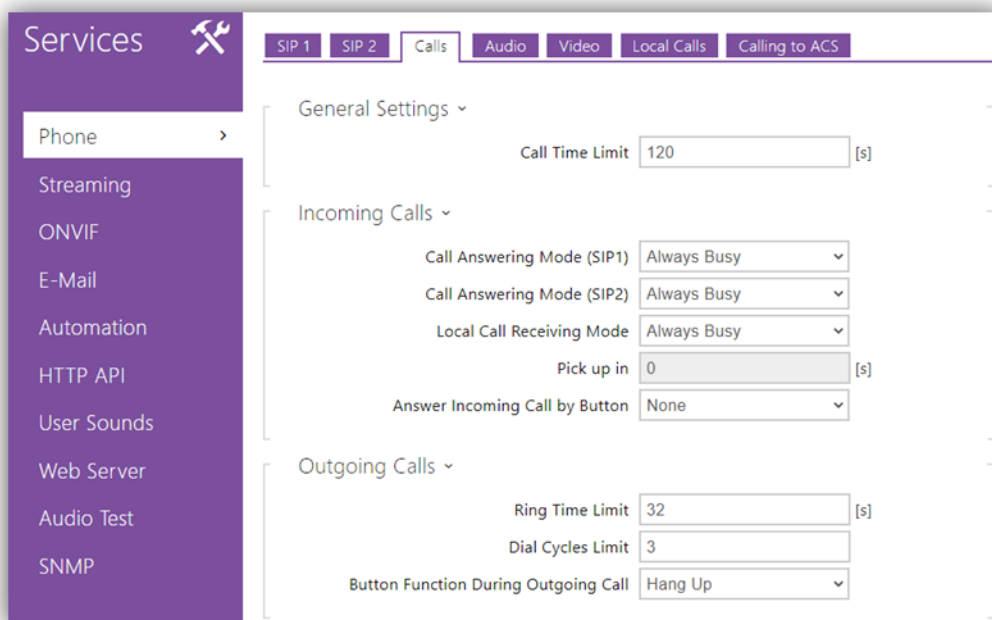 Services
Phone
Streaming
ONVIF
E-Mail
Automation
HTTP API
User Sounds
Web Server
Audio Test
SNMP
SIP 1 SIP 2 Calls Audio Video Local Calls Calling to ACS
General Settings
Call Time Limit 120 [s]
Incoming Calls
Call Answering Mode (SIP1) Always Busy
Call Answering Mode (SIP2) Always Busy
Local Call Receiving Mode Always Busy
Pick up in 0 [s]
Answer Incoming Call by Button None
Outgoing Calls
Ring Time Limit 32 [s]
Dial Cycles Limit 3
Button Function During Outgoing Call Hang Up